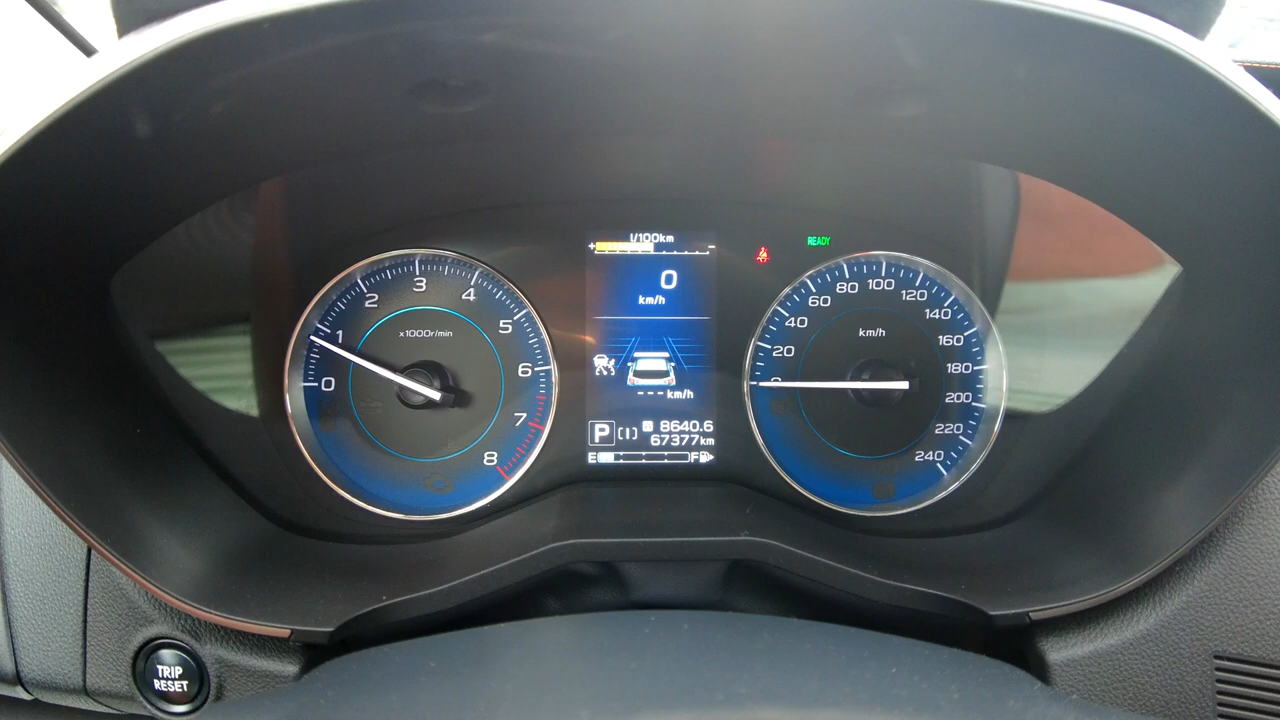 l/100km
+ -
0
km/h
READY
0 1 2 3 4 5 6 7 8
x1000r/min
--- km/h
P [I] 8640.6
67377km
E F
0 20 40 60 80 100 120 140 160 180 200 220 240
km/h
TRIP
RESET